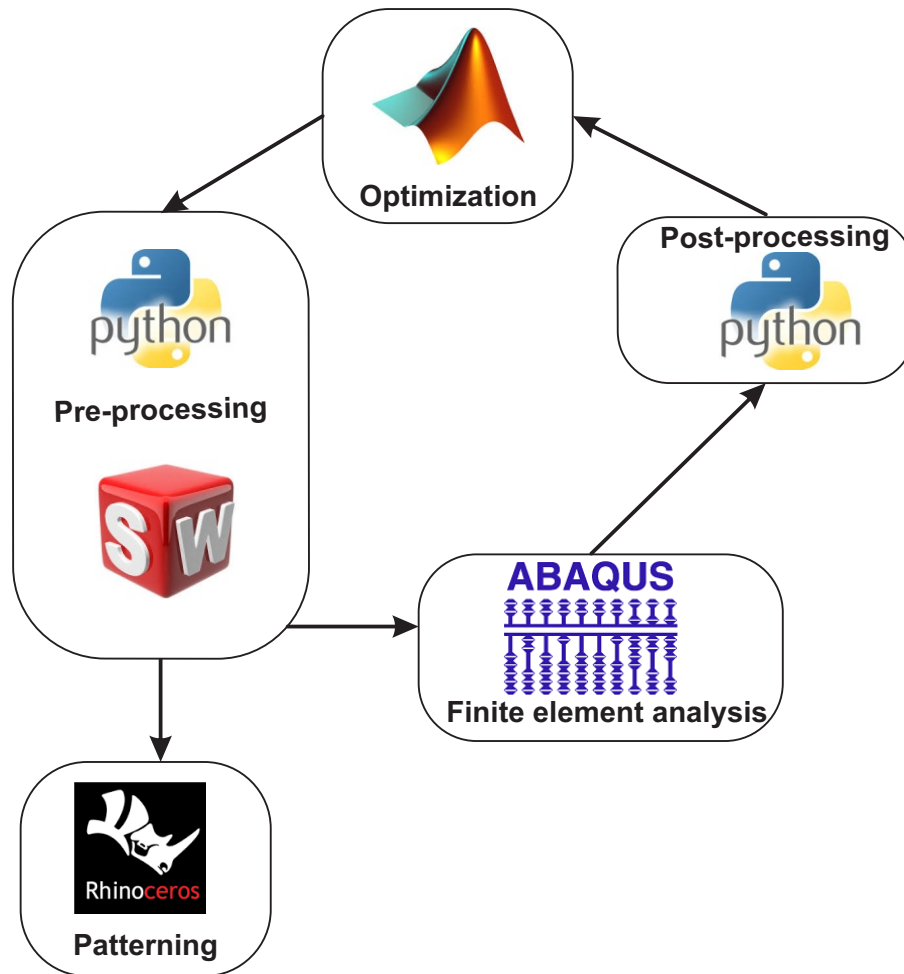 Optimization
python
Pre-processing
SW
Post-processing
python
ABAQUS
Finite element analysis
Rhinoceros
Patterning